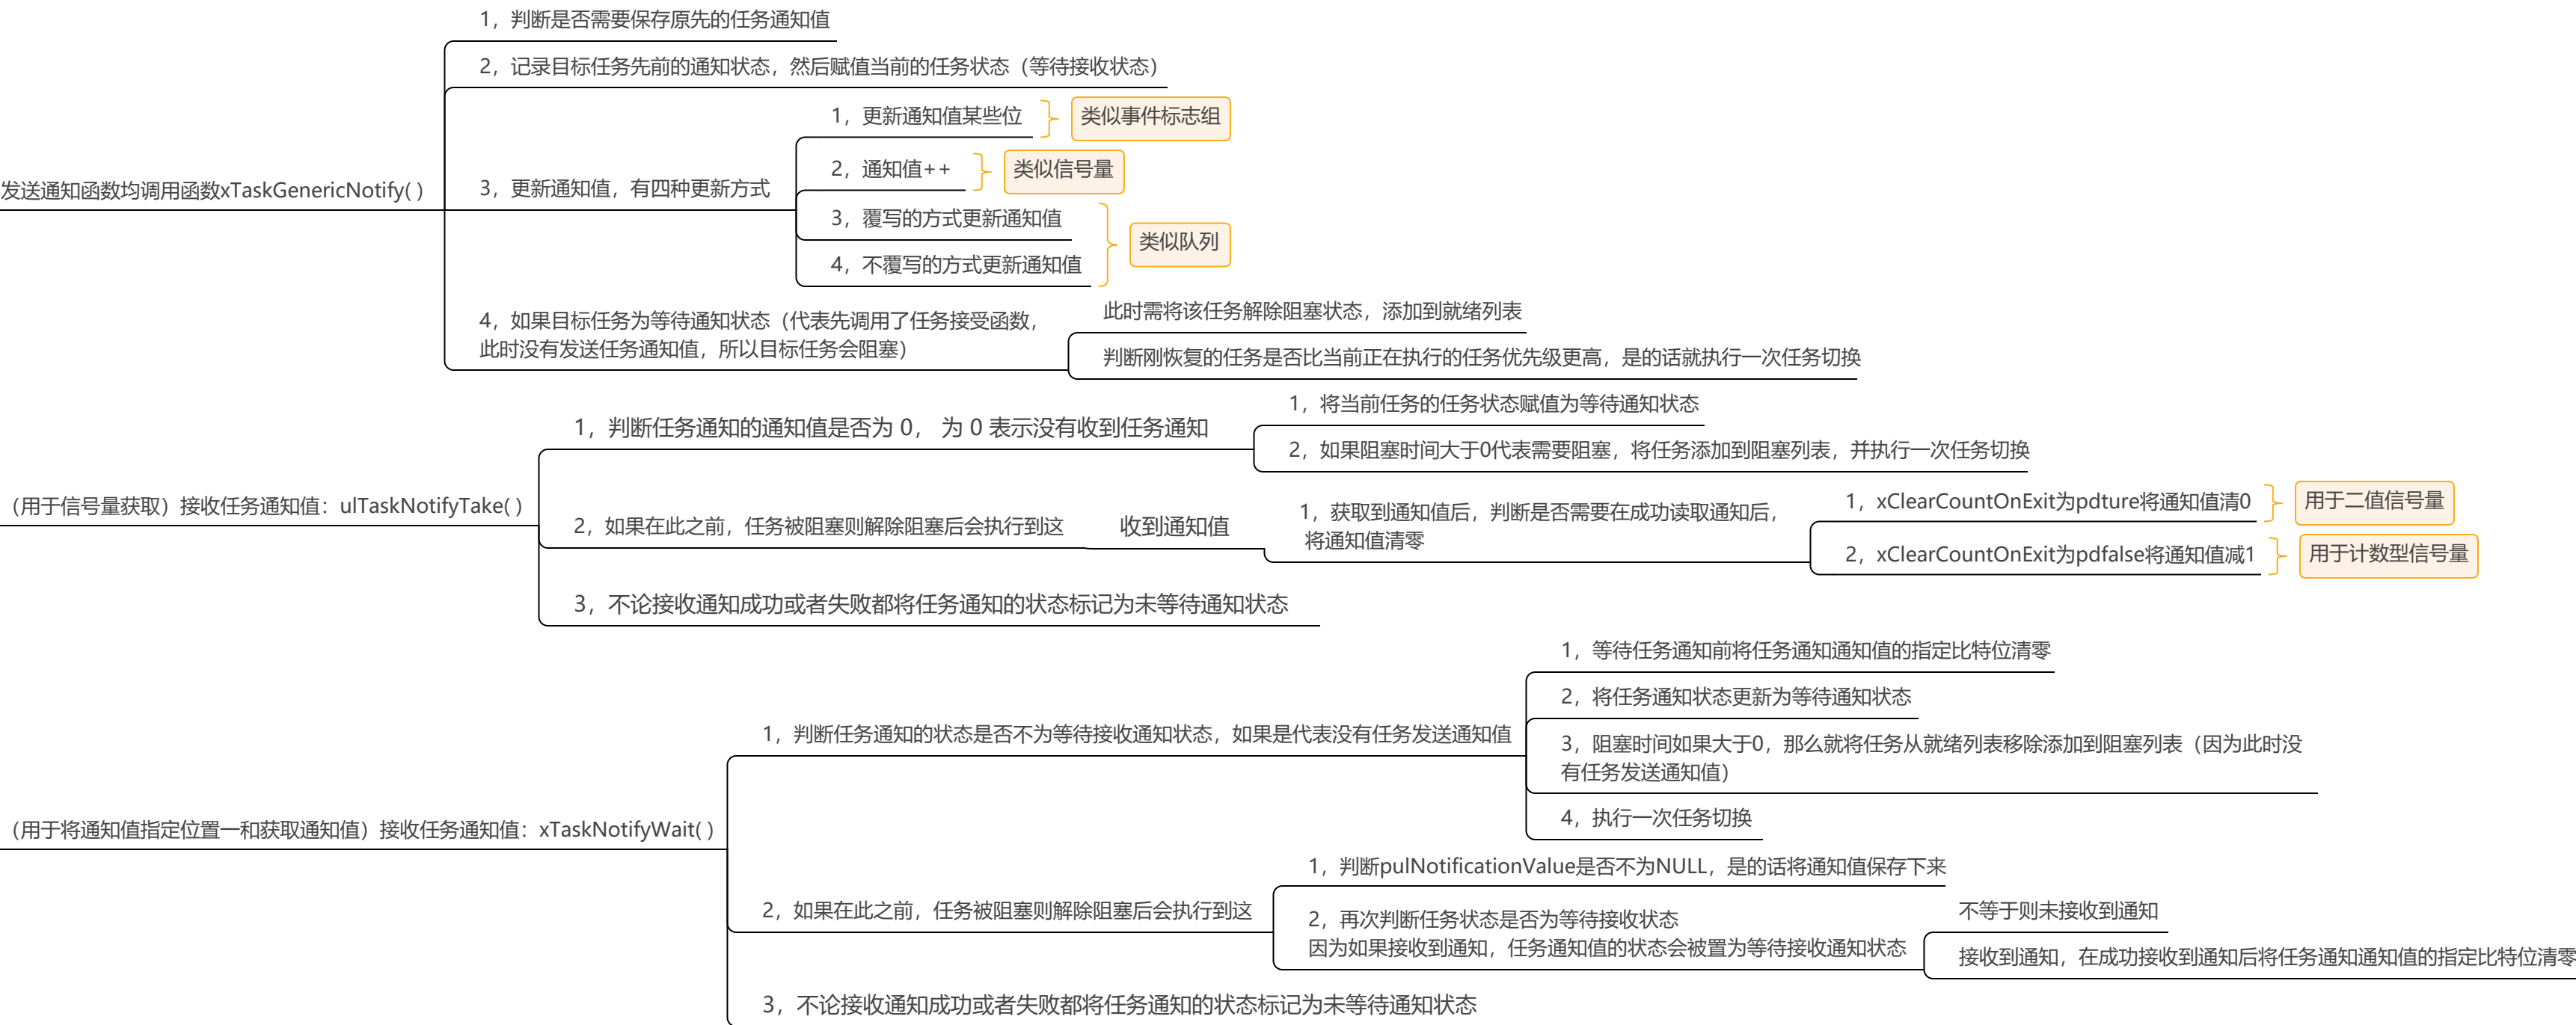 1，判断是否需要保存原先的任务通知值
2，记录目标任务先前的通知状态，然后赋值当前的任务状态（等待接收状态）
发送通知函数均调用函数xTaskGenericNotify( )
3，更新通知值，有四种更新方式
1，更新通知值某些位
类似事件标志组
2，通知值++
类似信号量
3，覆写的方式更新通知值
4，不覆写的方式更新通知值
类似队列
4，如果目标任务为等待通知状态（代表先调用了任务接受函数，
此时没有发送任务通知值，所以目标任务会阻塞）
此时需将该任务解除阻塞状态，添加到就绪列表
判断刚恢复的任务是否比当前正在执行的任务优先级更高，是的话就执行一次任务切换
（用于信号量获取）接收任务通知值：ulTaskNotifyTake( )
1，判断任务通知的通知值是否为 0， 为 0 表示没有收到任务通知
1，将当前任务的任务状态赋值为等待通知状态
2，如果阻塞时间大于0代表需要阻塞，将任务添加到阻塞列表，并执行一次任务切换
2，如果在此之前，任务被阻塞则解除阻塞后会执行到这
收到通知值
1，获取到通知值后，判断是否需要在成功读取通知后，
将通知值清零
1，xClearCountOnExit为pdture将通知值清0
用于二值信号量
2，xClearCountOnExit为pdfalse将通知值减1
用于计数型信号量
3，不论接收通知成功或者失败都将任务通知的状态标记为未等待通知状态
（用于将通知值指定位置一和获取通知值）接收任务通知值：xTaskNotifyWait( )
1，判断任务通知的状态是否不为等待接收通知状态，如果是代表没有任务发送通知值
1，等待任务通知前将任务通知通知值的指定比特位清零
2，将任务通知状态更新为等待通知状态
3，阻塞时间如果大于0，那么就将任务从就绪列表移除添加到阻塞列表（因为此时没
有任务发送通知值）
4，执行一次任务切换
2，如果在此之前，任务被阻塞则解除阻塞后会执行到这
1，判断pulNotificationValue是否不为NULL，是的话将通知值保存下来
2，再次判断任务状态是否为等待接收状态
因为如果接收到通知，任务通知值的状态会被置为等待接收通知状态
不等于则未接收到通知
接收到通知，在成功接收到通知后将任务通知通知值的指定比特位清零
3，不论接收通知成功或者失败都将任务通知的状态标记为未等待通知状态